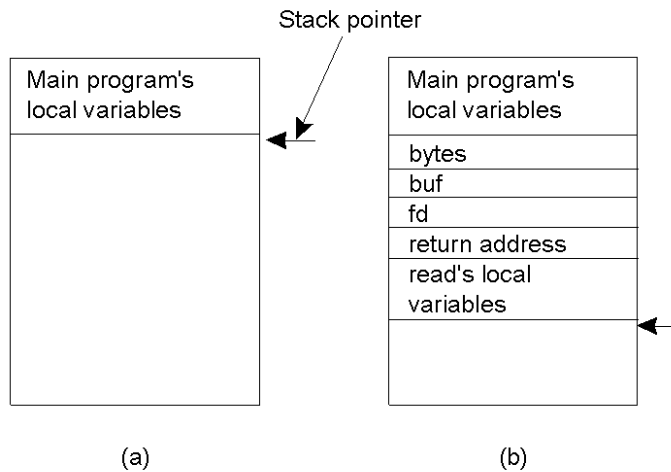 Stack pointer
Main program's
local variables
Main program's
local variables
bytes
buf
fd
return address
read's local
variables
(a)
(b)